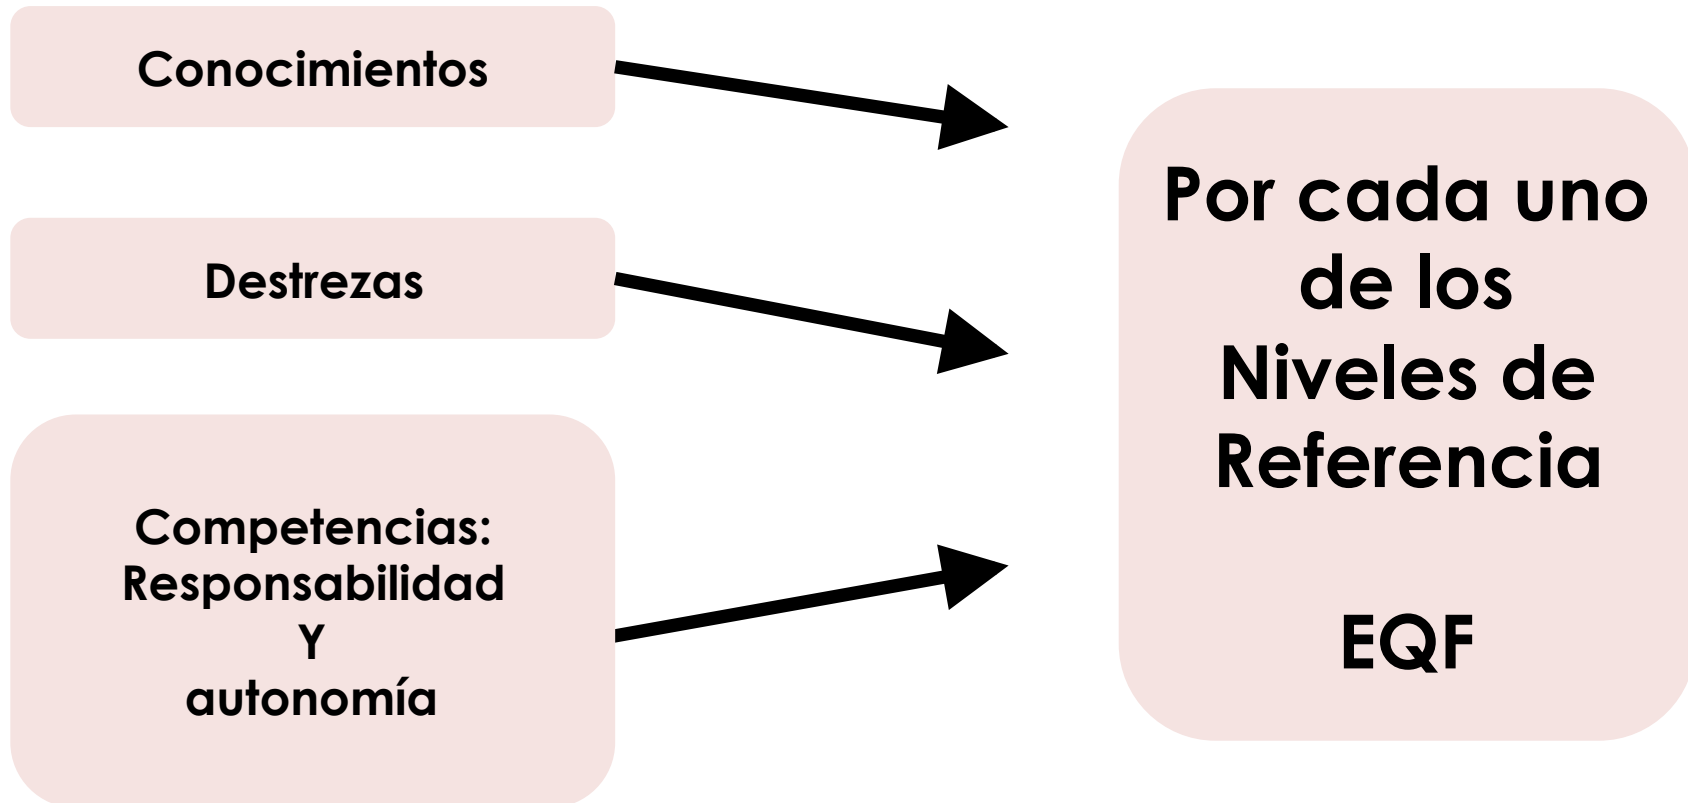 Conocimientos
Destrezas
Competencias:
Responsabilidad
Y
autonomía
Por cada uno
de los
Niveles de
Referencia
EQF